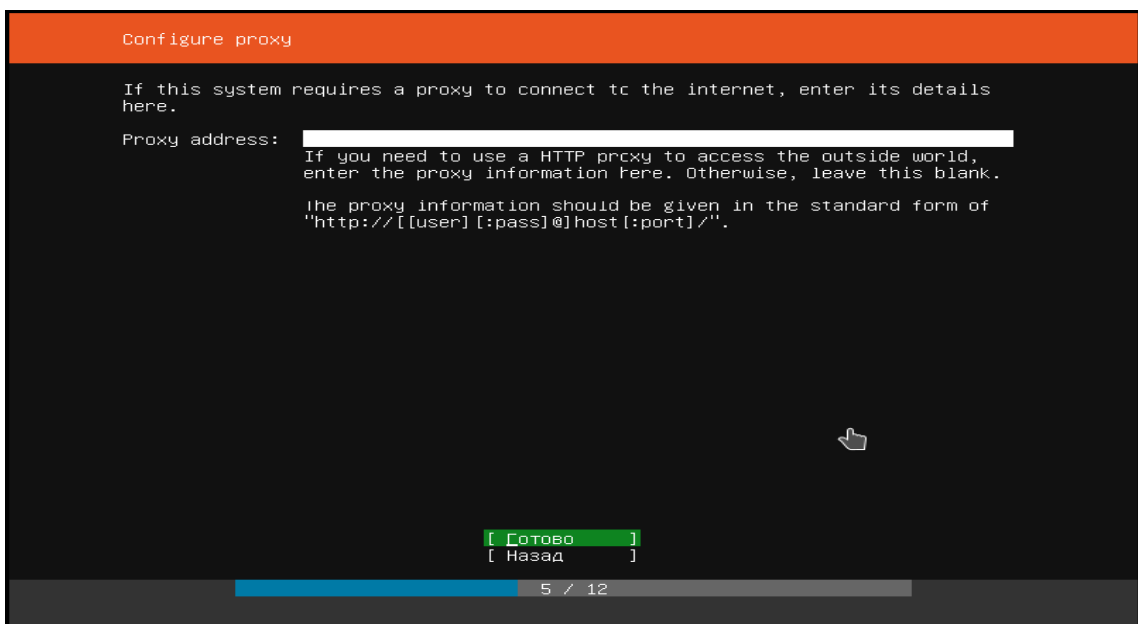 Configure proxy
If this system requires a proxy to connect to the internet, enter its details
here.
Proxy address:
If you need to use a HTTP proxy to access the outside world,
enter the proxy information here. Otherwise, leave this blank.
The proxy information should be given in the standard form of
"http://[[user][:pass]@]host[:port]/".
[ Готово ]
[ Назад ]
5 / 12